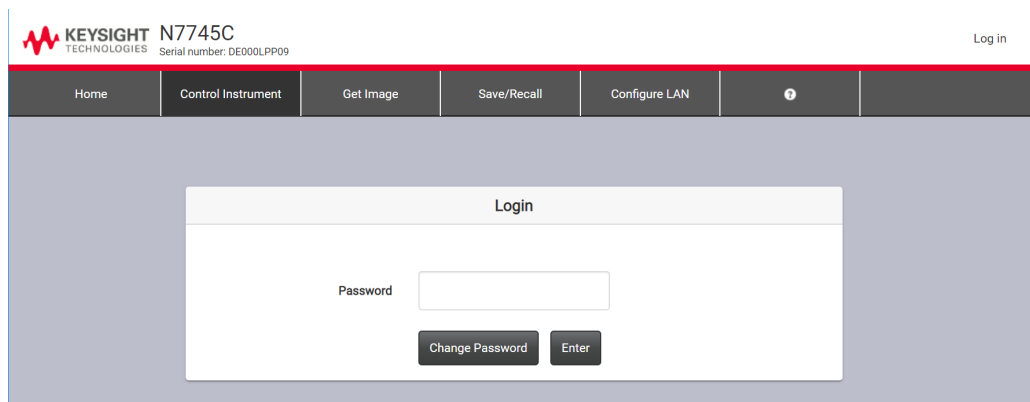 KEYSIGHT
TECHNOLOGIES
N7745C
Serial number: DE000LPP09
Log in
Home Control Instrument Get Image Save/Recall Configure LAN ?
Login
Password
Change Password Enter